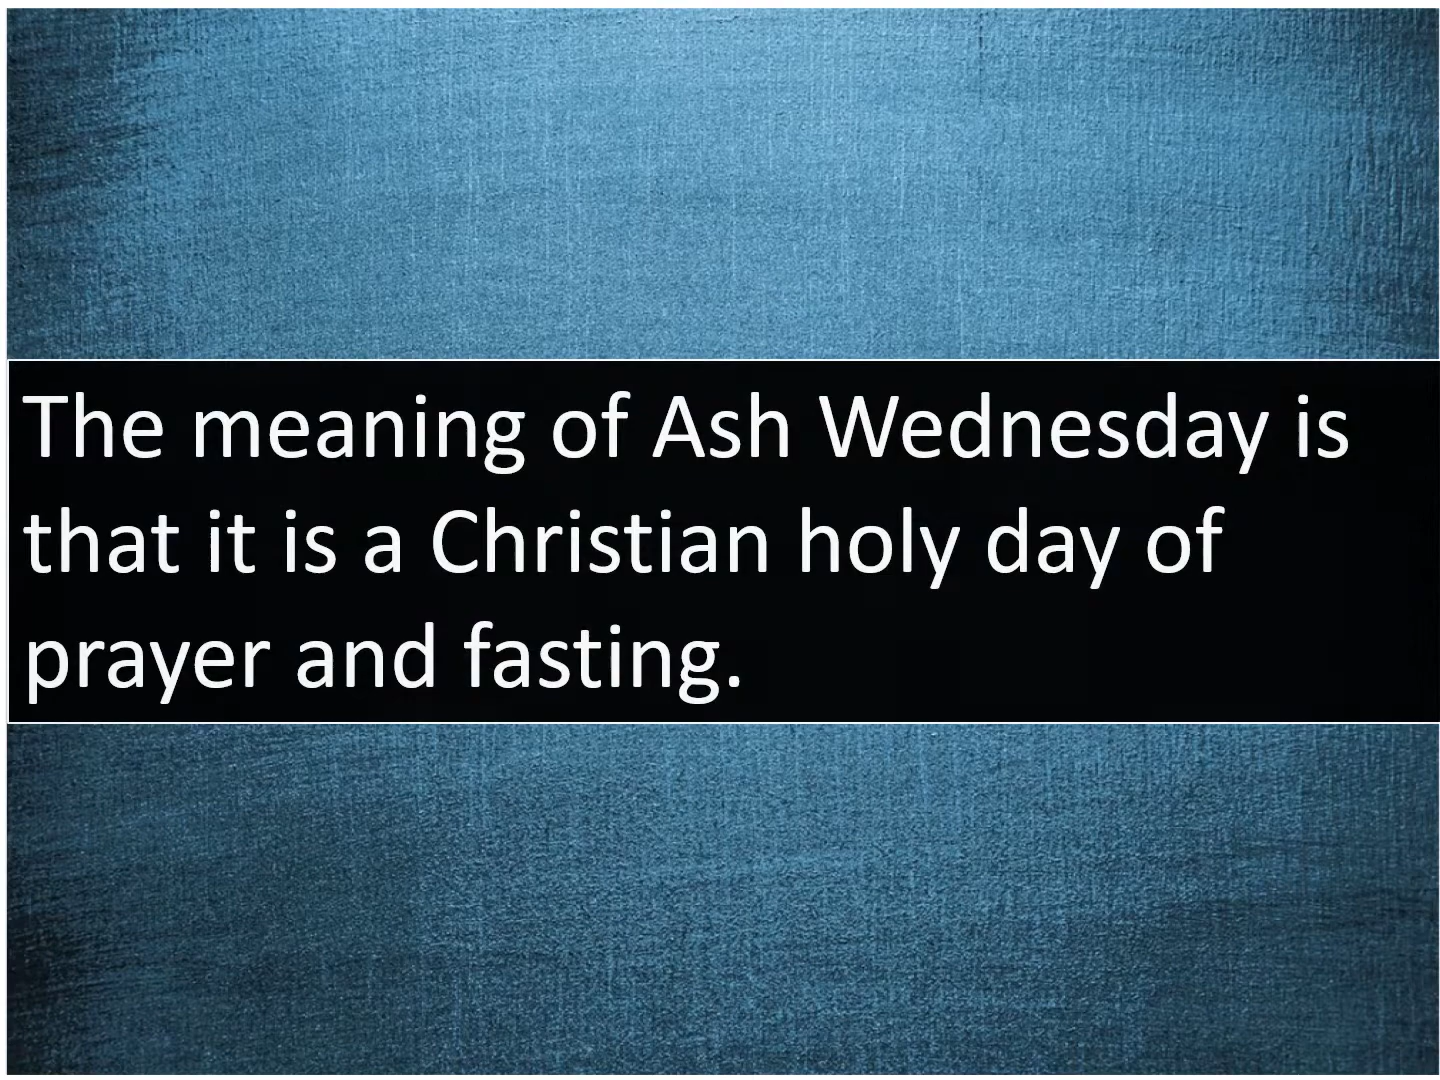 The meaning of Ash Wednesday is
that it is a Christian holy day of
prayer and fasting.